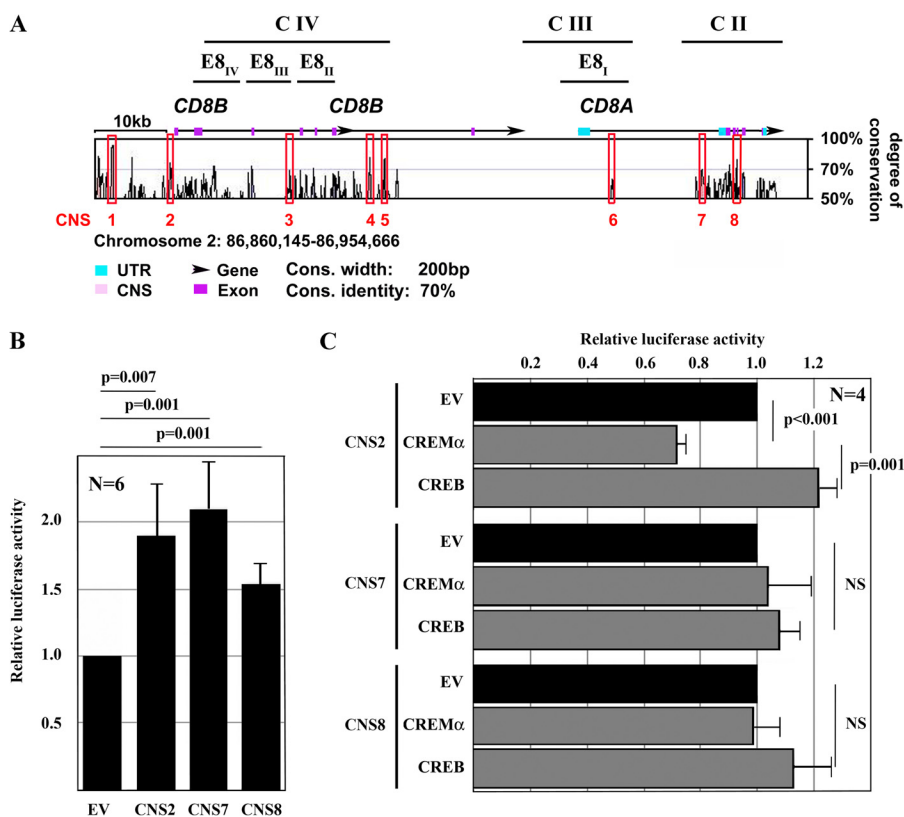 A
C IV C III C II
E8IV E8III E8II E8I
CD8B CD8B CD8A
10kb
100%
70%
50%
degree of
conservation
CNS 1 2 3 4 5 6 7 8
Chromosome 2: 86,860,145-86,954,666
UTR Gene Cons. width: 200bp
CNS Exon Cons. identity: 70%
B
p=0.007
p=0.001
p=0.001
N=6
Relative luciferase activity
2.0
1.5
1.0
0.5
EV CNS2 CNS7 CNS8
C
Relative luciferase activity
0.2 0.4 0.6 0.8 1.0 1.2
N=4
CNS2
EV
CREMα
CREB
p<0.001
p=0.001
CNS7
EV
CREMα
CREB
NS
CNS8
EV
CREMα
CREB
NS